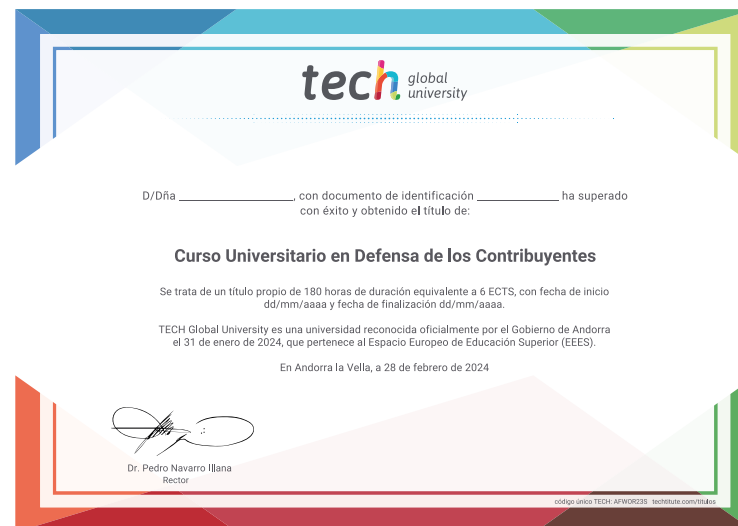 tech global university
D/Dña ____________________, con documento de identificación ______________ ha superado
con éxito y obtenido el título de:
Curso Universitario en Defensa de los Contribuyentes
Se trata de un título propio de 180 horas de duración equivalente a 6 ECTS, con fecha de inicio
dd/mm/aaaa y fecha de finalización dd/mm/aaaa.
TECH Global University es una universidad reconocida oficialmente por el Gobierno de Andorra
el 31 de enero de 2024, que pertenece al Espacio Europeo de Educación Superior (EEES).
En Andorra la Vella, a 28 de febrero de 2024
Dr. Pedro Navarro Illana
Rector
código único TECH: AFWOR23S techtitute.com/titulos